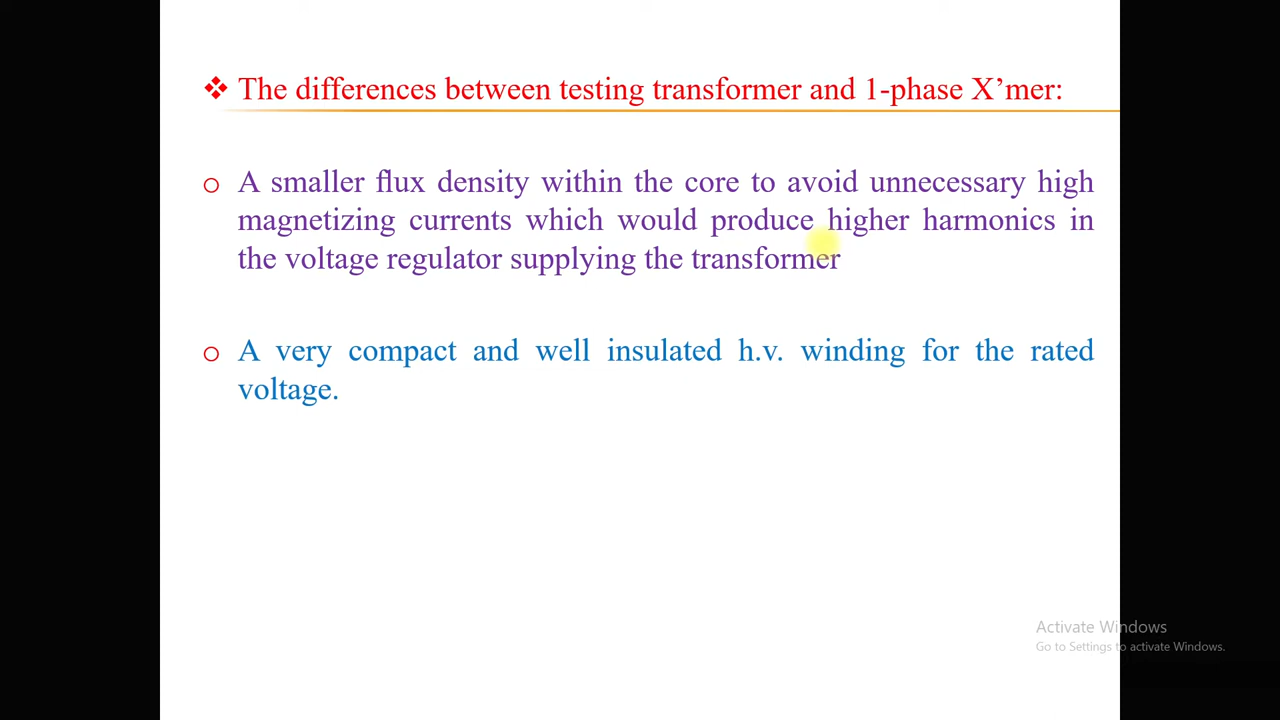 ❖ The differences between testing transformer and 1-phase X’mer:
o A smaller flux density within the core to avoid unnecessary high
magnetizing currents which would produce higher harmonics in
the voltage regulator supplying the transformer
o A very compact and well insulated h.v. winding for the rated
voltage.
Activate Windows
Go to Settings to activate Windows.